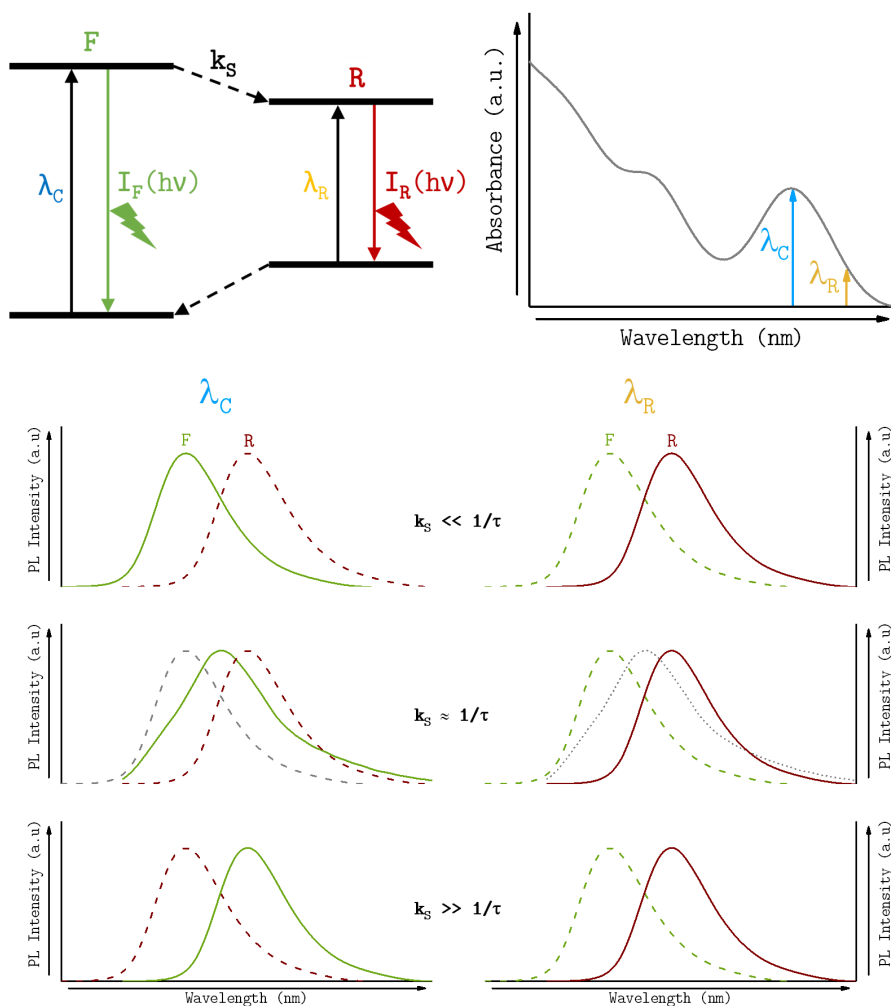 F
k_S
R
λ_C
I_F(hν)
λ_R
I_R(hν)
Absorbance (a.u.)
λ_C
λ_R
Wavelength (nm)
λ_C
λ_R
PL Intensity (a.u)
F
R
k_S << 1/τ
F
R
PL Intensity (a.u)
PL Intensity (a.u)
k_S ≈ 1/τ
PL Intensity (a.u)
PL Intensity (a.u)
k_S >> 1/τ
PL Intensity (a.u)
Wavelength (nm)
Wavelength (nm)